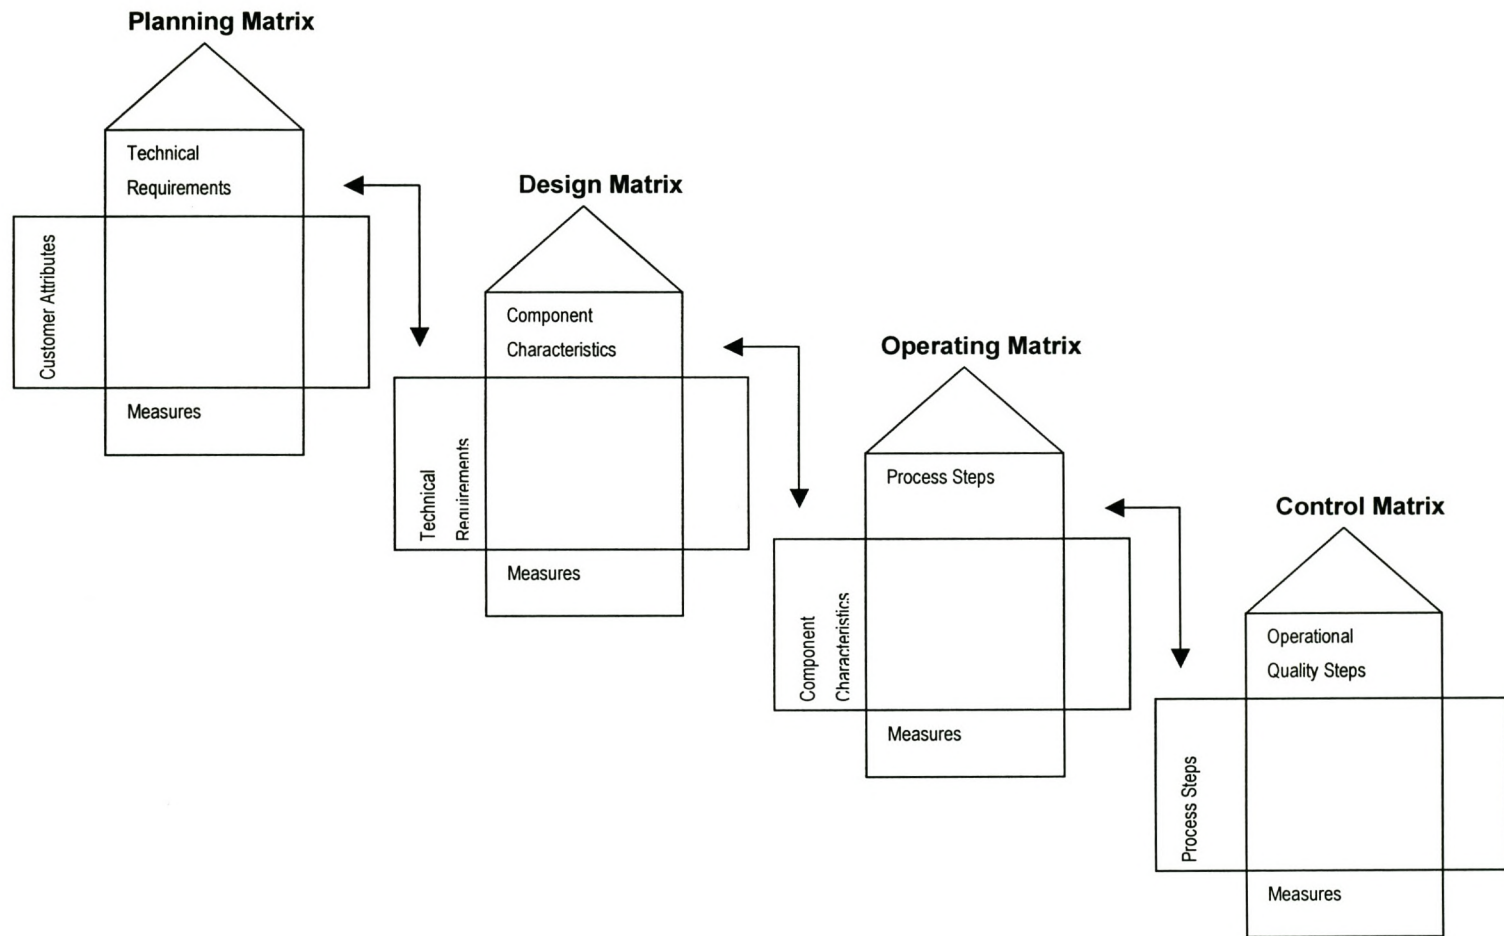 Planning Matrix
Technical
Requirements
Customer Attributes
Measures
Design Matrix
Component
Characteristics
Technical
Requirements
Measures
Operating Matrix
Process Steps
Component
Characteristics
Measures
Control Matrix
Operational
Quality Steps
Process Steps
Measures